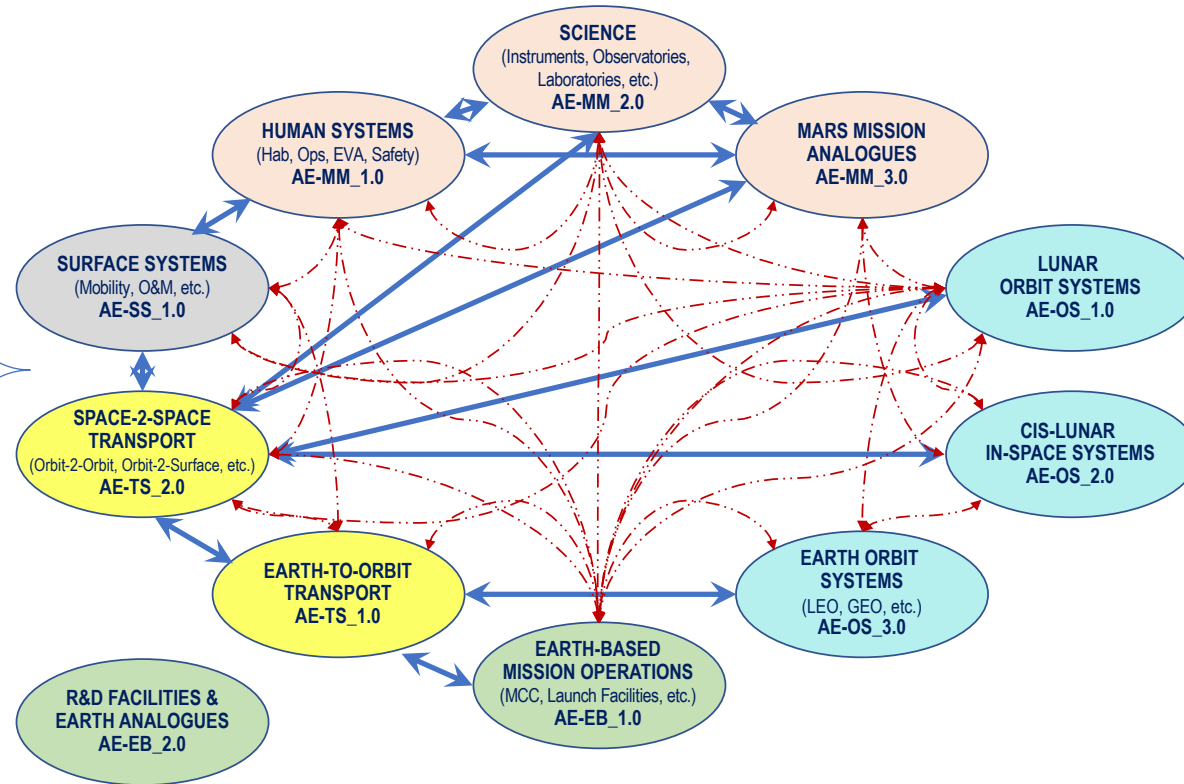 SCIENCE
(Instruments, Observatories,
Laboratories, etc.)
AE-MM_2.0
HUMAN SYSTEMS
(Hab, Ops, EVA, Safety)
AE-MM_1.0
MARS MISSION
ANALOGUES
AE-MM_3.0
SURFACE SYSTEMS
(Mobility, O&M, etc.)
AE-SS_1.0
LUNAR
ORBIT SYSTEMS
AE-OS_1.0
SPACE-2-SPACE
TRANSPORT
(Orbit-2-Orbit, Orbit-2-Surface, etc.)
AE-TS_2.0
CIS-LUNAR
IN-SPACE SYSTEMS
AE-OS_2.0
EARTH-TO-ORBIT
TRANSPORT
AE-TS_1.0
EARTH ORBIT
SYSTEMS
(LEO, GEO, etc.)
AE-OS_3.0
EARTH-BASED
MISSION OPERATIONS
(MCC, Launch Facilities, etc.)
AE-EB_1.0
R&D FACILITIES &
EARTH ANALOGUES
AE-EB_2.0